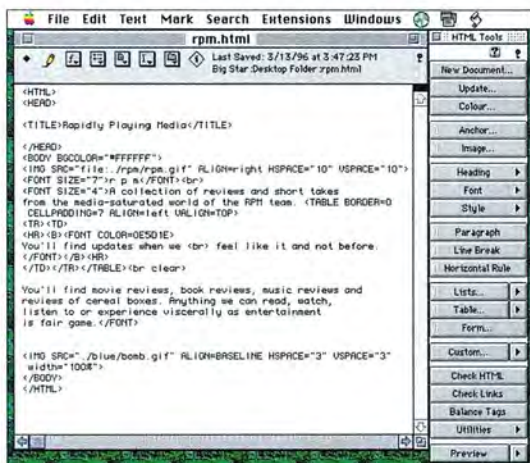 File Edit Text Mark Search Extensions Windows
rpm.html
Last Saved: 3/13/96 at 3:47:23 PM
Big Star:Desktop Folder:rpm.html
<HTML>
<HEAD>
<TITLE>Rapidly Playing Media</TITLE>
</HEAD>
<BODY BGCOLOR="#FFFFFF">
<IMG SRC="file:./rpm/rpm.gif" ALIGN=right HSPACE="10" VSPACE="10">
<FONT SIZE="7">r p m</FONT><br>
<FONT SIZE="4">A collection of reviews and short takes
from the media-saturated world of the RPM team. <TABLE BORDER=0
CELLPADDING=7 ALIGN=left VALIGN=TOP>
<TR><TD>
<HR><B><FONT COLOR=0E5D1E>
You'll find updates when we <br> feel like it and not before.
</FONT></B><HR>
</TD></TR></TABLE><br clear>
You'll find movie reviews, book reviews, music reviews and
reviews of cereal boxes. Anything we can read, watch,
listen to or experience viscerally as entertainment
is fair game.</FONT>
<IMG SRC="./blue/bomb.gif" ALIGN=BASELINE HSPACE="3" VSPACE="3"
width="100%">
</BODY>
</HTML>
HTML Tools
New Document...
Update...
Colour...
Anchor...
Image...
Heading
Font
Style
Paragraph
Line Break
Horizontal Rule
Lists...
Table...
Form...
Custom...
Check HTML
Check Links
Balance Tags
Utilities
Preview